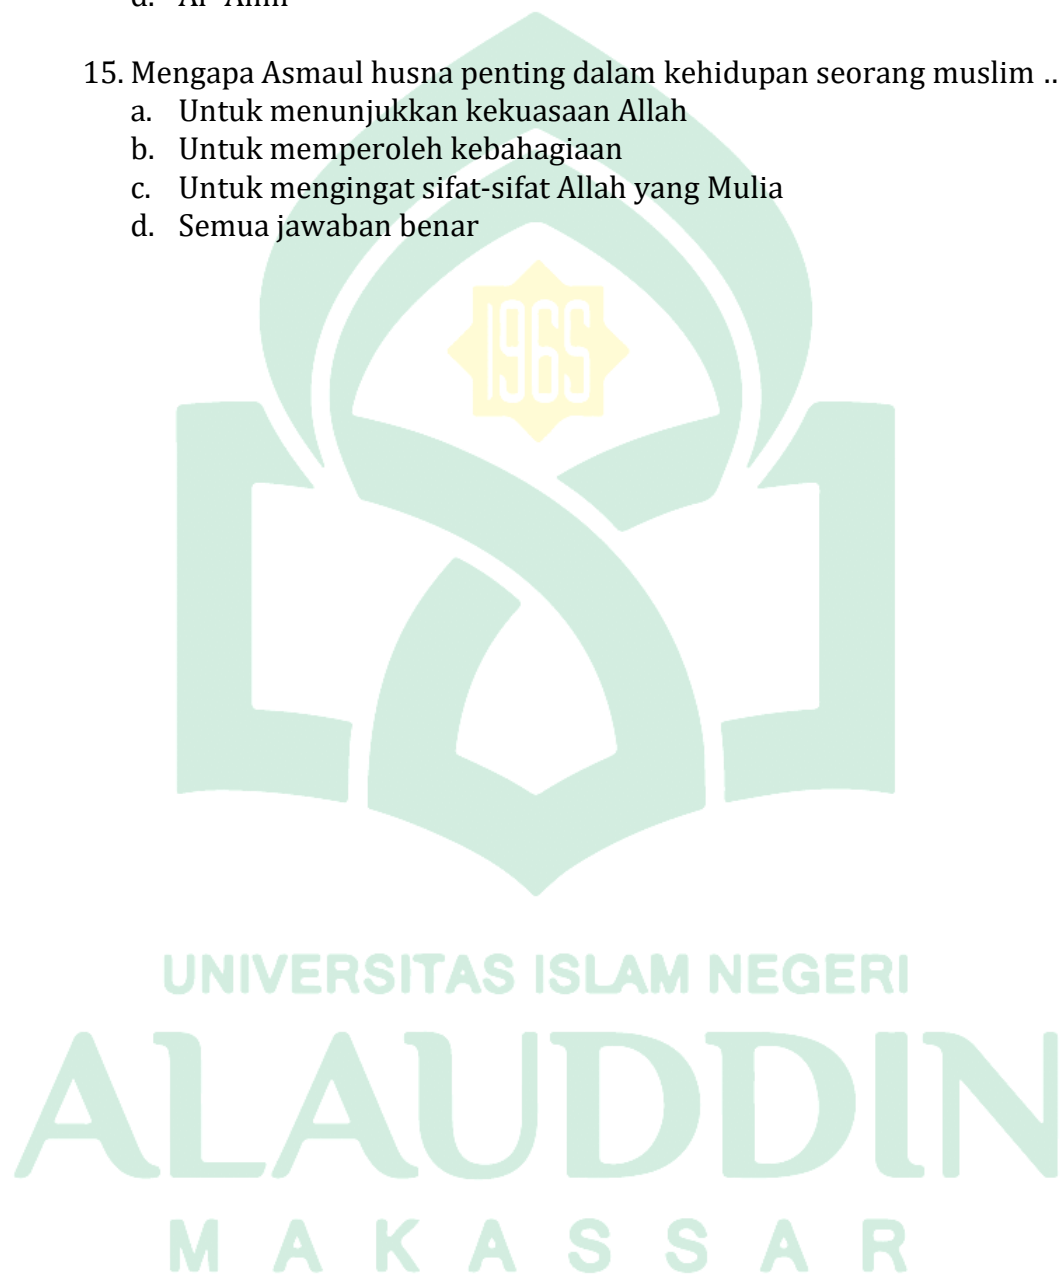 d.
15. Mengapa Asmaul husna penting dalam kehidupan seorang muslim ..
a. Untuk menunjukkan kekuasaan Allah
b. Untuk memperoleh kebahagiaan
c. Untuk mengingat sifat-sifat Allah yang Mulia
d. Semua jawaban benar
1965
UNIVERSITAS ISLAM NEGERI
ALAUDDIN
MAKASSAR